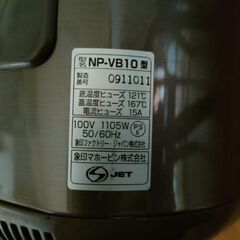 形名 NP-VB10型
製造番号 0911011
底温度ヒューズ 121℃
蓋温度ヒューズ 167℃
電流ヒューズ 15A
100V 1105W
50/60Hz
PSE
象印ファクトリー・ジャパン株式会社
象印マホービン株式会社
S JET